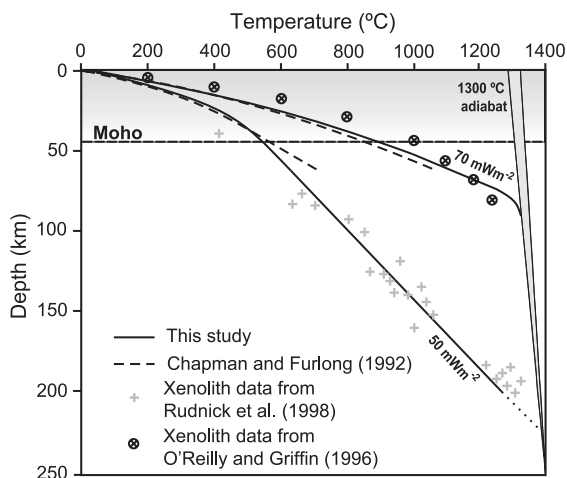 Temperature (ºC)
0 200 400 600 800 1000 1200 1400
0
50
100
150
200
250
Depth (km)
1300 ºC
adiabat
Moho
70 mWm-2
50 mWm-2
This study
Chapman and Furlong (1992)
Xenolith data from
Rudnick et al. (1998)
Xenolith data from
O'Reilly and Griffin (1996)